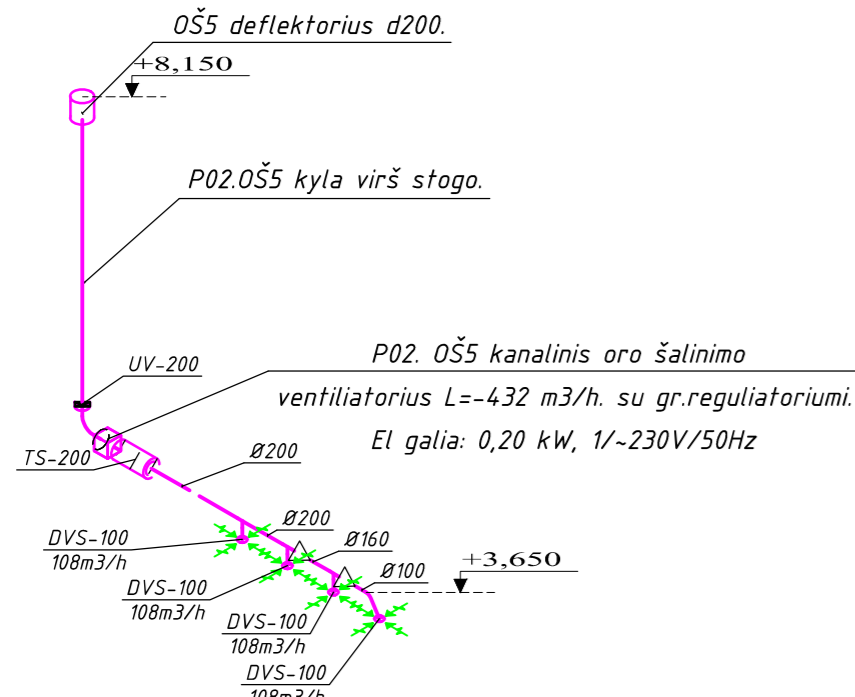 OŠ5 deflektorius d200.
+8,150
P02.OŠ5 kyla virš stogo.
UV-200
P02. OŠ5 kanalinis oro šalinimo
ventiliatorius L=-432 m3/h. su gr.reguliatoriumi.
El galia: 0,20 kW, 1/~230V/50Hz
TS-200
Ø200
Ø200
DVS-100
108m3/h
Ø160
+3,650
Ø100
DVS-100
108m3/h
DVS-100
108m3/h
DVS-100
108m3/h